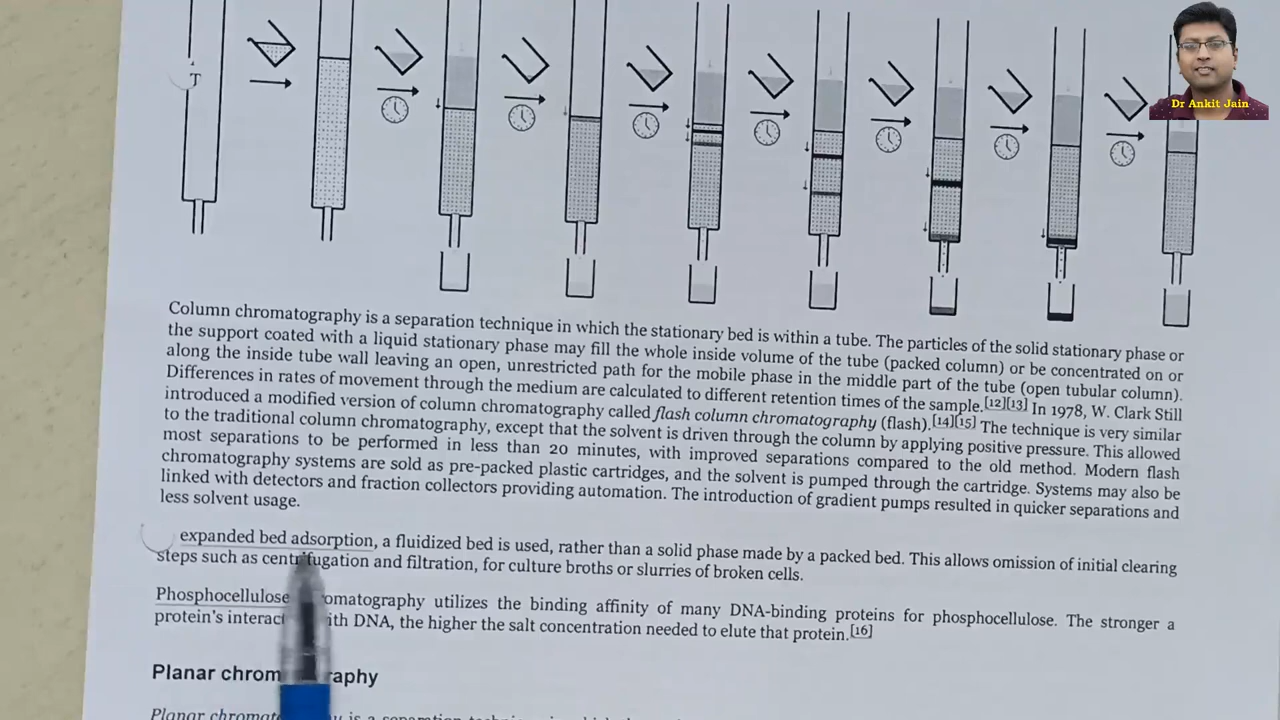 Dr Ankit Jain
T
Column chromatography is a separation technique in which the stationary bed is within a tube. The particles of the solid stationary phase or
the support coated with a liquid stationary phase may fill the whole inside volume of the tube (packed column) or be concentrated on or
along the inside tube wall leaving an open, unrestricted path for the mobile phase in the middle part of the tube (open tubular column).
Differences in rates of movement through the medium are calculated to different retention times of the sample.[12][13] In 1978, W. Clark Still
introduced a modified version of column chromatography called flash column chromatography (flash).[14][15] The technique is very similar
to the traditional column chromatography, except that the solvent is driven through the column by applying positive pressure. This allowed
most separations to be performed in less than 20 minutes, with improved separations compared to the old method. Modern flash
chromatography systems are sold as pre-packed plastic cartridges, and the solvent is pumped through the cartridge. Systems may also be
linked with detectors and fraction collectors providing automation. The introduction of gradient pumps resulted in quicker separations and
less solvent usage.
expanded bed adsorption, a fluidized bed is used, rather than a solid phase made by a packed bed. This allows omission of initial clearing
steps such as centrifugation and filtration, for culture broths or slurries of broken cells.
Phosphocellulose utilizes the binding affinity of many DNA-binding proteins for phosphocellulose. The stronger a
protein's DNA, the higher the salt concentration needed to elute that protein.[16]
Planar
is a separation